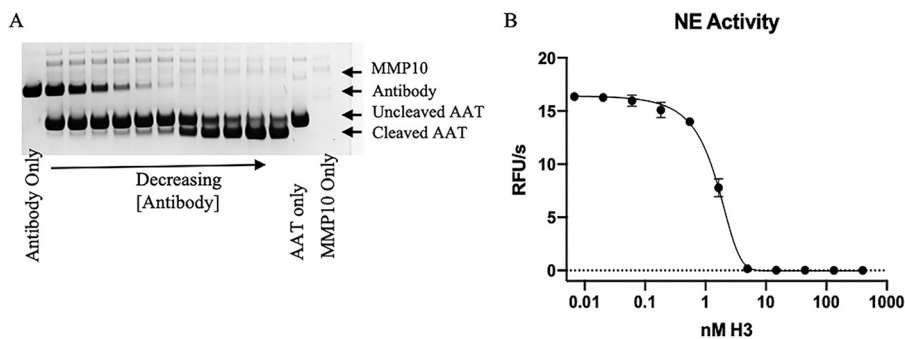 A
MMP10
Antibody
Uncleaved AAT
Cleaved AAT
Antibody Only
Decreasing
[Antibody]
AAT only
MMP10 Only
B
NE Activity
RFU/s
20
15
10
5
0
0.01
0.1
1
10
100
1000
nM H3